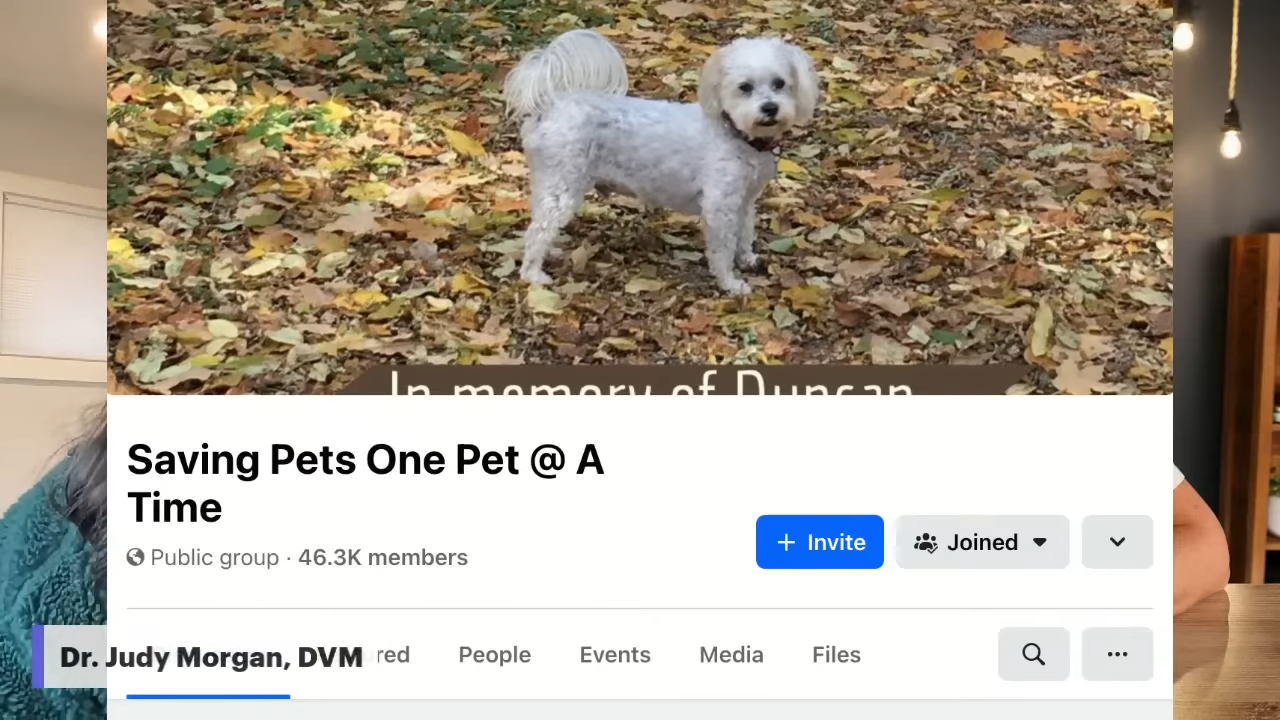 In memory of Duncan
Saving Pets One Pet @ A
Time
Public group · 46.3K members
+ Invite
Joined
Dr. Judy Morgan, DVM
People
Events
Media
Files